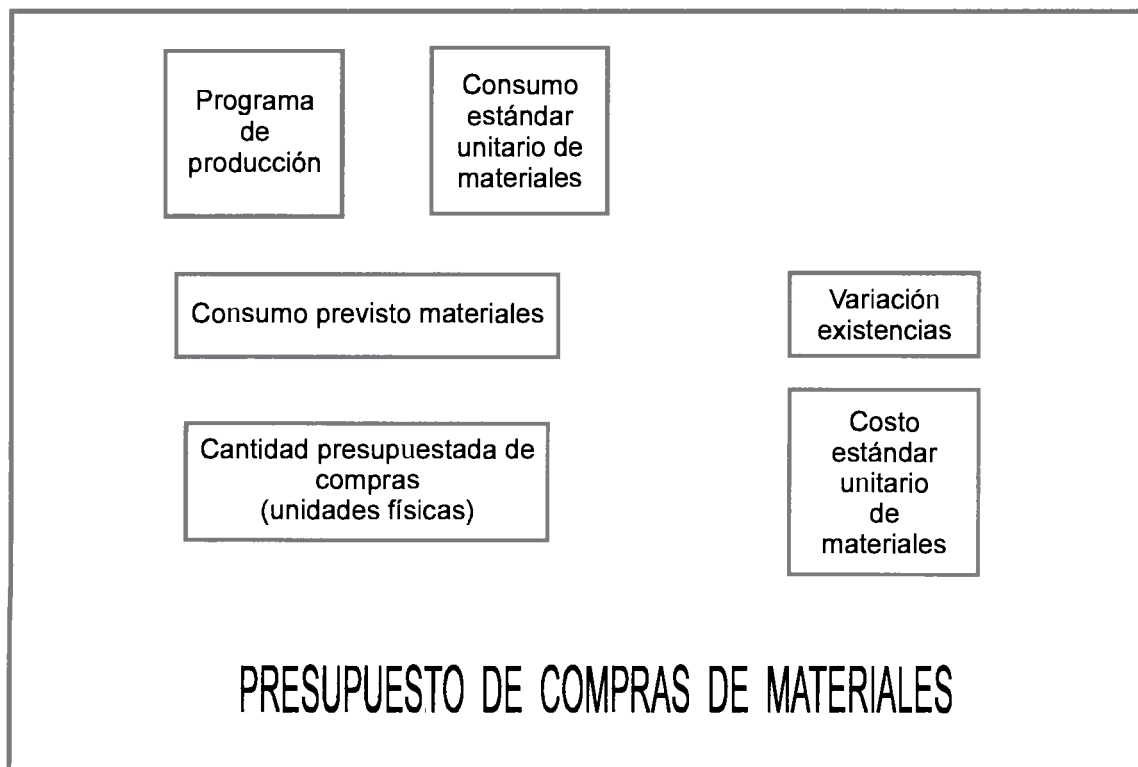 Programa
de
producción
Consumo
estándar
unitario de
materiales
Consumo previsto materiales
Variación
existencias
Cantidad presupuestada de
compras
(unidades físicas)
Costo
estándar
unitario
de
materiales
PRESUPUESTO DE COMPRAS DE MATERIALES